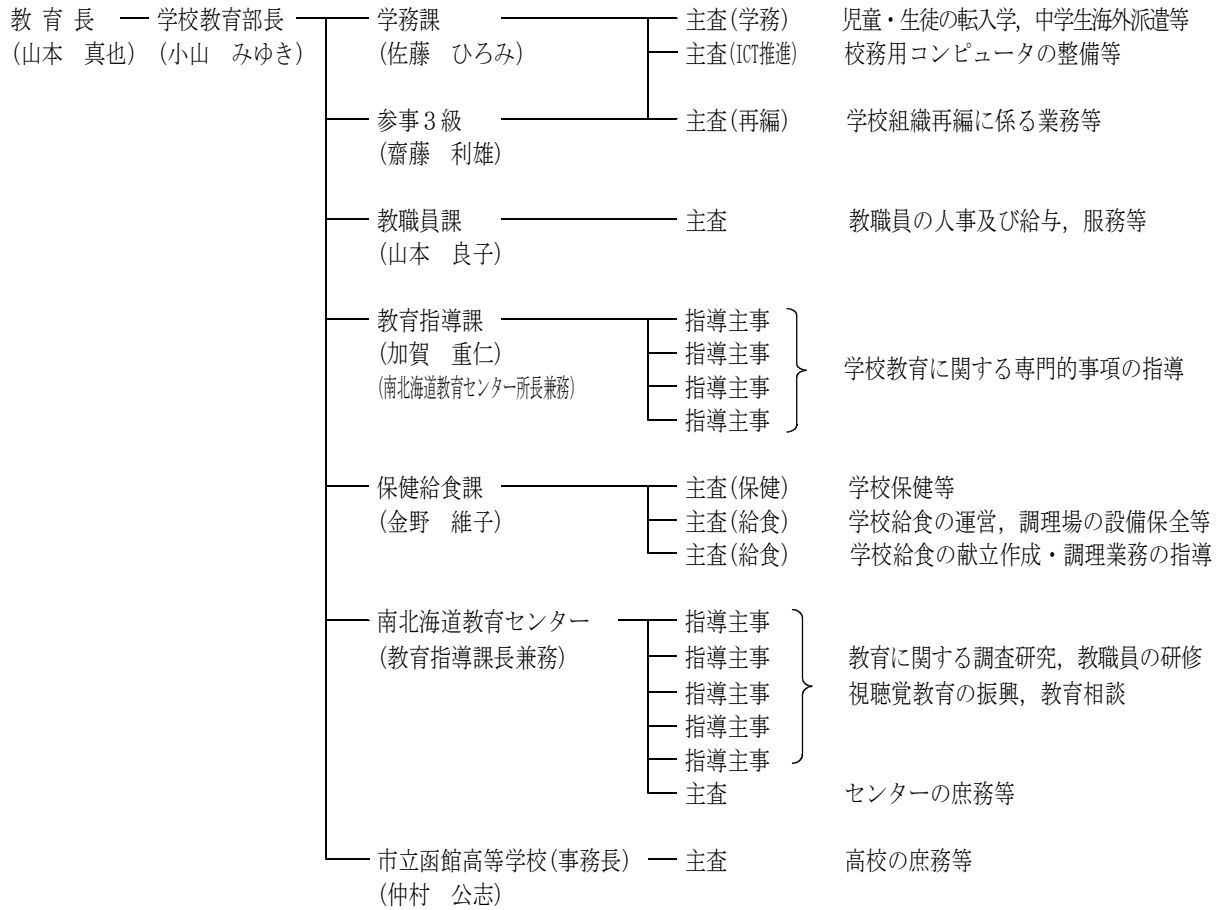 教 育 長 学校教育部長 学務課 主査(学務) 児童・生徒の転入学，中学生海外派遣等
(山本 真也) (小山 みゆき) (佐藤 ひろみ) 主査(ICT推進) 校務用コンピュータの整備等
参事３級 主査(再編) 学校組織再編に係る業務等
(齋藤 利雄)
教職員課 主査 教職員の人事及び給与，服務等
(山本 良子)
教育指導課 指導主事
(加賀 重仁) 指導主事 学校教育に関する専門的事項の指導
(南北海道教育センター所長兼務) 指導主事
指導主事
保健給食課 主査(保健) 学校保健等
(金野 維子) 主査(給食) 学校給食の運営，調理場の設備保全等
主査(給食) 学校給食の献立作成・調理業務の指導
南北海道教育センター 指導主事
(教育指導課長兼務) 指導主事 教育に関する調査研究，教職員の研修
指導主事 視聴覚教育の振興，教育相談
指導主事
指導主事
主査 センターの庶務等
市立函館高等学校(事務長) 主査 高校の庶務等
(仲村 公志)